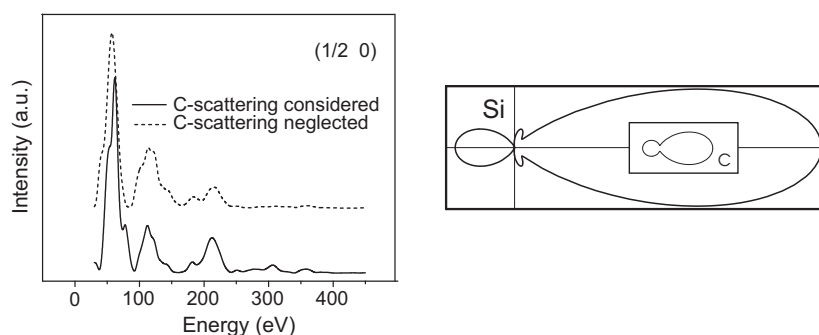 (1/2 0)
C-scattering considered
C-scattering neglected
Intensity (a.u.)
0 100 200 300 400
Energy (eV)
Si
C